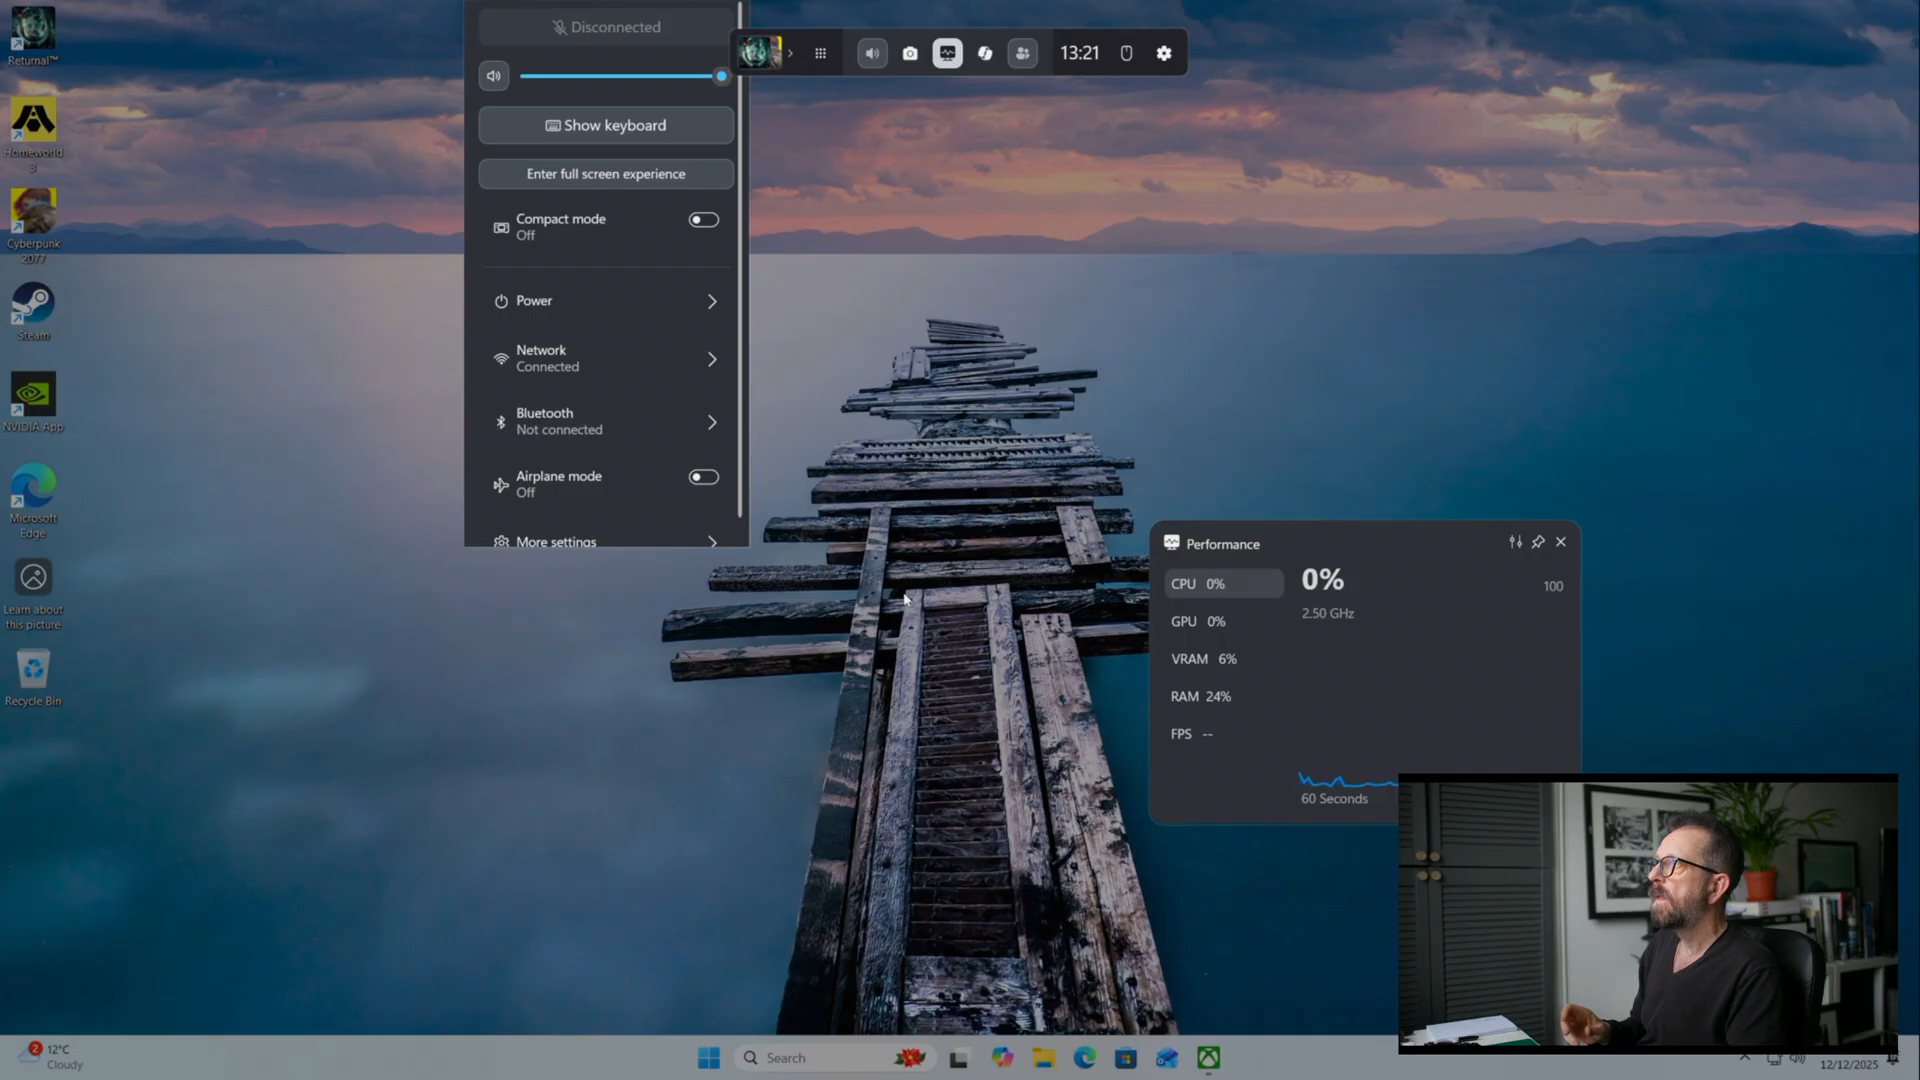 Returnal™
Homeworld
3
Cyberpunk
2077
Steam
NVIDIA App
Microsoft
Edge
Learn about
this picture
Recycle Bin
Disconnected
Show keyboard
Enter full screen experience
Compact mode
Off
Power
Network
Connected
Bluetooth
Not connected
Airplane mode
Off
More settings
13:21
Performance
CPU 0%
GPU 0%
VRAM 6%
RAM 24%
FPS --
0%
2.50 GHz
100
60 Seconds
2
12°C
Cloudy
Search
12/12/2025